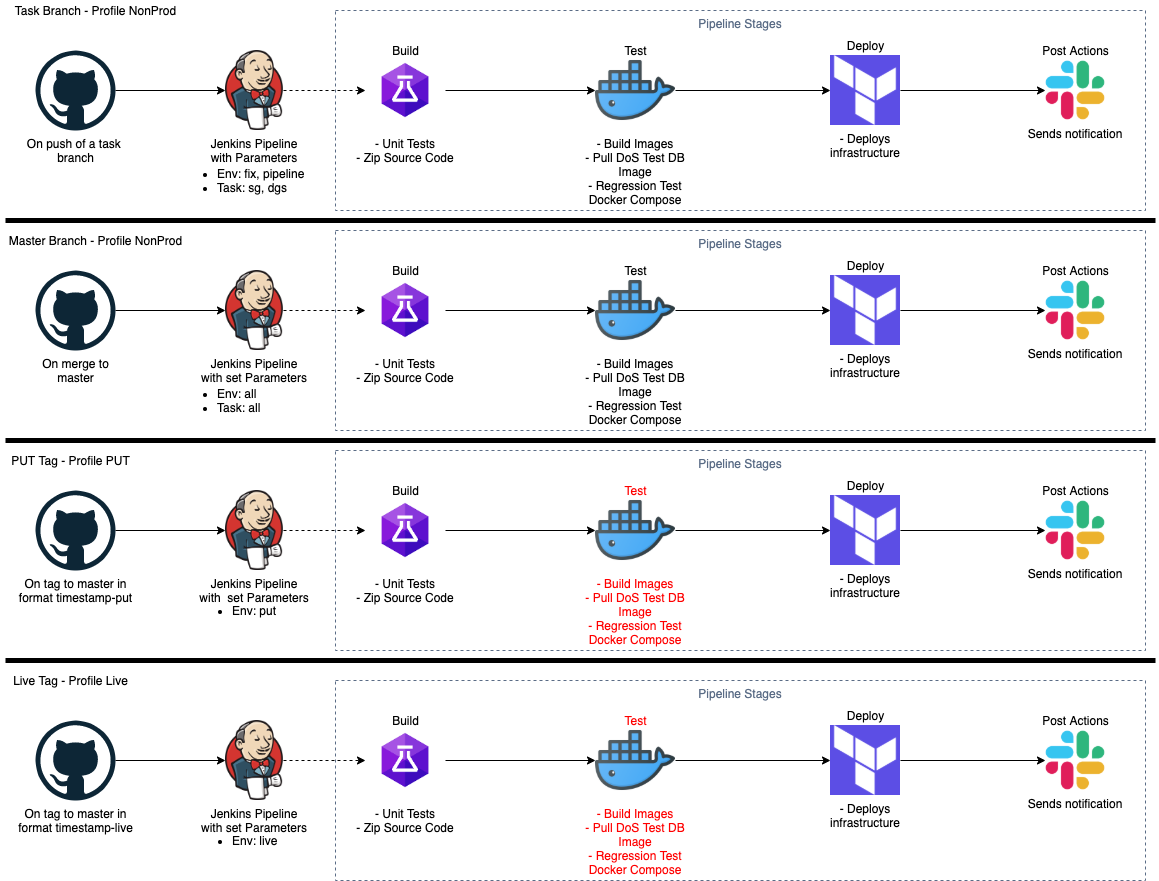 Task Branch - Profile NonProd
Pipeline Stages
Build
Test
Deploy
Post Actions
On push of a task
branch
Jenkins Pipeline
with Parameters
• Env: fix, pipeline
• Task: sg, dgs
- Unit Tests
- Zip Source Code
- Build Images
- Pull DoS Test DB
Image
- Regression Test
Docker Compose
- Deploys
infrastructure
Sends notification
Master Branch - Profile NonProd
Pipeline Stages
Build
Test
Deploy
Post Actions
On merge to
master
Jenkins Pipeline
with set Parameters
• Env: all
• Task: all
- Unit Tests
- Zip Source Code
- Build Images
- Pull DoS Test DB
Image
- Regression Test
Docker Compose
- Deploys
infrastructure
Sends notification
PUT Tag - Profile PUT
Pipeline Stages
Build
Test
Deploy
Post Actions
On tag to master in
format timestamp-put
Jenkins Pipeline
with  set Parameters
• Env: put
- Unit Tests
- Zip Source Code
- Build Images
- Pull DoS Test DB
Image
- Regression Test
Docker Compose
- Deploys
infrastructure
Sends notification
Live Tag - Profile Live
Pipeline Stages
Build
Test
Deploy
Post Actions
On tag to master in
format timestamp-live
Jenkins Pipeline
with set Parameters
• Env: live
- Unit Tests
- Zip Source Code
- Build Images
- Pull DoS Test DB
Image
- Regression Test
Docker Compose
- Deploys
infrastructure
Sends notification